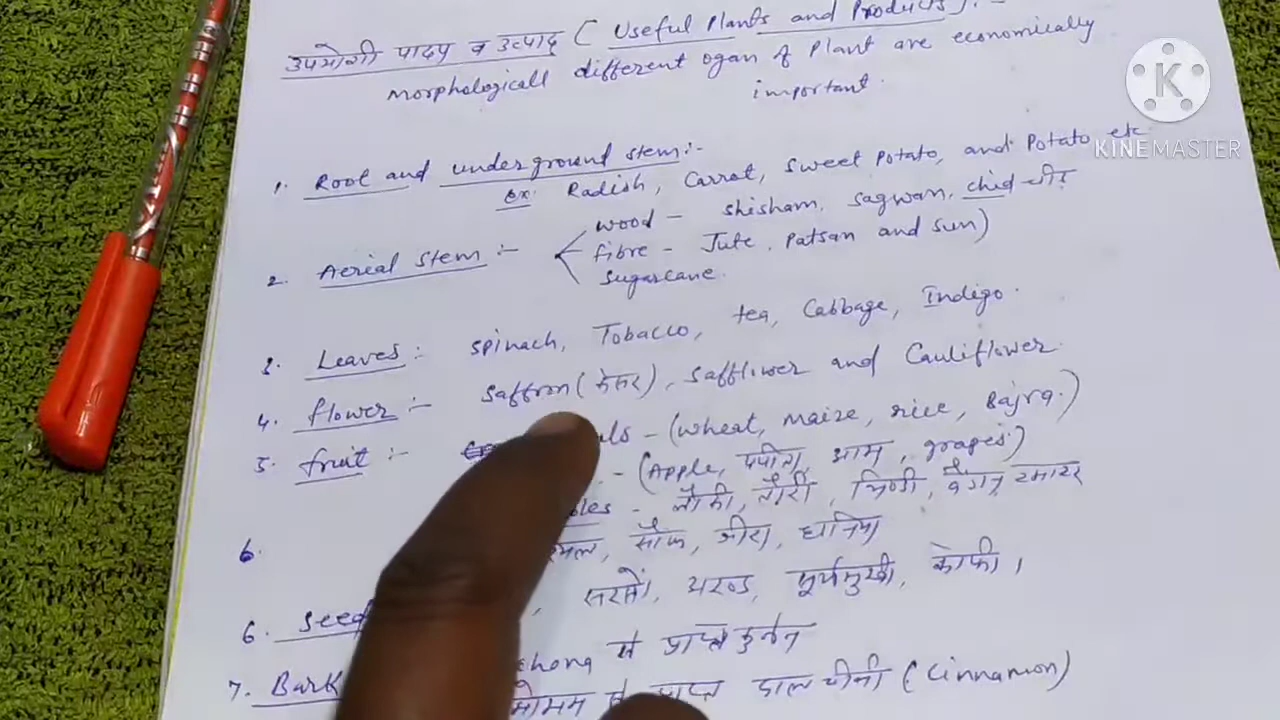 उपयोगी पादप व उत्पाद ( Useful Plants and Products ). -
Morphologicall different ogan of Plant are economically
important.
1. Root and underground stem:-
ex: Radish, Carrot, Sweet Potato, and Potato etc
2. Aerial stem :-
wood - shisham, sagwan, chid चीड़
fibre - Jute, Patsan and sun)
sugarcane.
3. Leaves: spinach, Tobacco, tea, Cabbage, Indigo.
4. flower :- Saffron (केसर), Safflower and Cauliflower.
5. fruit :- (Wheat, Maize, rice, Bajra.)
- (Apple, पपीता, आम, grapes.)
- लौकी, तोरी, भिण्डी, बैगन, टमाटर
6. सौंफ, जीरा, धनिया
6. Seed , सरसों, अरण्ड, सूर्यमुखी, कोफी ।
7. Bark से प्राप्त कुनैन
से प्राप्त दालचीनी (Cinnamon)
KINEMASTER